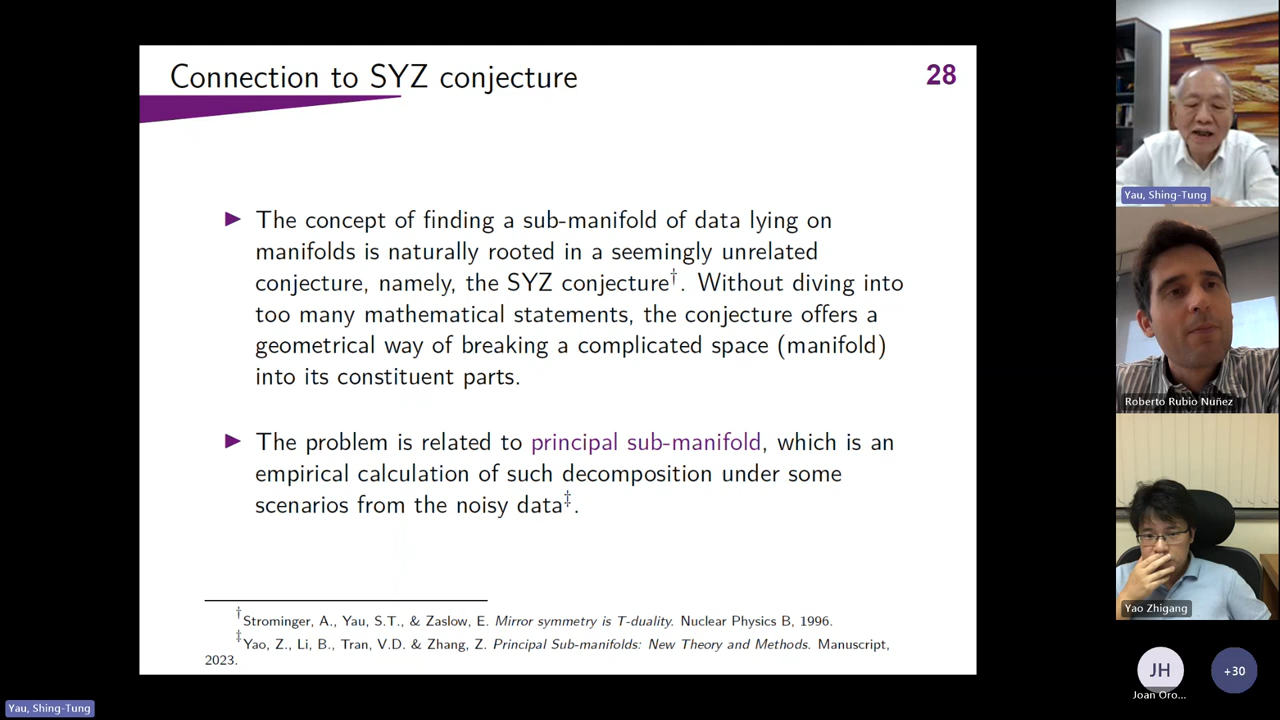 Connection to SYZ conjecture
28
▶ The concept of finding a sub-manifold of data lying on
manifolds is naturally rooted in a seemingly unrelated
conjecture, namely, the SYZ conjecture†. Without diving into
too many mathematical statements, the conjecture offers a
geometrical way of breaking a complicated space (manifold)
into its constituent parts.
▶ The problem is related to principal sub-manifold, which is an
empirical calculation of such decomposition under some
scenarios from the noisy data‡.
†Strominger, A., Yau, S.T., & Zaslow, E. Mirror symmetry is T-duality. Nuclear Physics B, 1996.
‡Yao, Z., Li, B., Tran, V.D. & Zhang, Z. Principal Sub-manifolds: New Theory and Methods. Manuscript,
2023.
Yau, Shing-Tung
Roberto Rubio Nuñez
Yao Zhigang
JH
Joan Oro...
+30
Yau, Shing-Tung